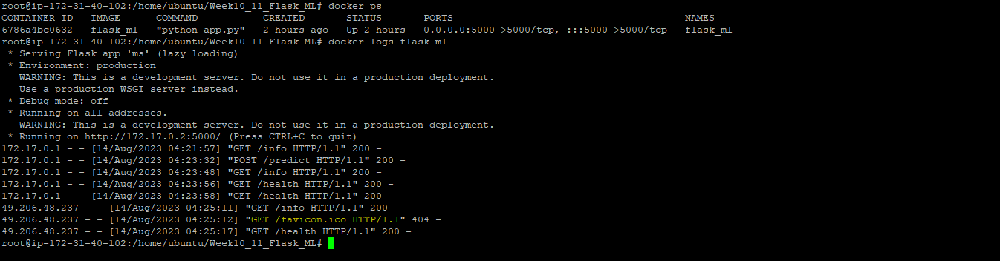 root@ip-172-31-40-102:/home/ubuntu/Week10_11_Flask_ML# docker ps
CONTAINER ID   IMAGE      COMMAND           CREATED       STATUS       PORTS                                       NAMES
6786a4bc0632   flask_ml   "python app.py"   2 hours ago   Up 2 hours   0.0.0.0:5000->5000/tcp, :::5000->5000/tcp   flask_ml
root@ip-172-31-40-102:/home/ubuntu/Week10_11_Flask_ML# docker logs flask_ml
 * Serving Flask app 'ms' (lazy loading)
 * Environment: production
   WARNING: This is a development server. Do not use it in a production deployment.
   Use a production WSGI server instead.
 * Debug mode: off
 * Running on all addresses.
   WARNING: This is a development server. Do not use it in a production deployment.
 * Running on http://172.17.0.2:5000/ (Press CTRL+C to quit)
172.17.0.1 - - [14/Aug/2023 04:21:57] "GET /info HTTP/1.1" 200 -
172.17.0.1 - - [14/Aug/2023 04:23:32] "POST /predict HTTP/1.1" 200 -
172.17.0.1 - - [14/Aug/2023 04:23:48] "GET /info HTTP/1.1" 200 -
172.17.0.1 - - [14/Aug/2023 04:23:56] "GET /health HTTP/1.1" 200 -
172.17.0.1 - - [14/Aug/2023 04:23:58] "GET /health HTTP/1.1" 200 -
49.206.48.237 - - [14/Aug/2023 04:25:11] "GET /info HTTP/1.1" 200 -
49.206.48.237 - - [14/Aug/2023 04:25:12] "GET /favicon.ico HTTP/1.1" 404 -
49.206.48.237 - - [14/Aug/2023 04:25:17] "GET /health HTTP/1.1" 200 -
root@ip-172-31-40-102:/home/ubuntu/Week10_11_Flask_ML#